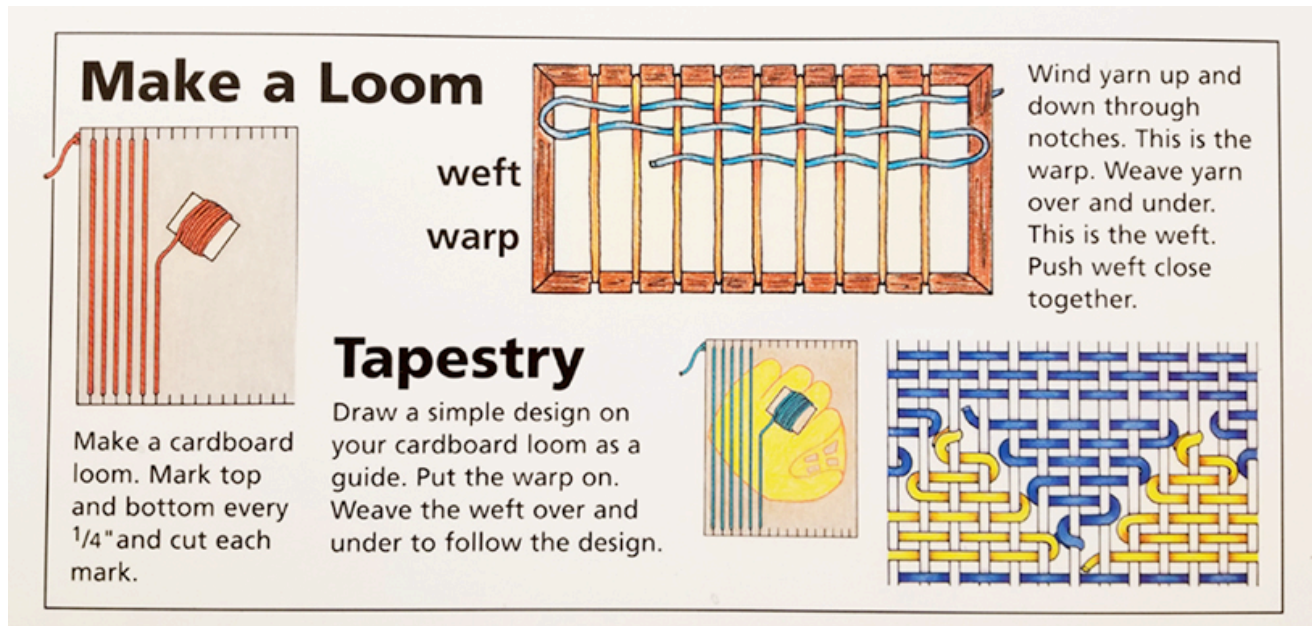 Make a Loom
weft
warp
Wind yarn up and
down through
notches. This is the
warp. Weave yarn
over and under.
This is the weft.
Push weft close
together.
Make a cardboard
loom. Mark top
and bottom every
1/4" and cut each
mark.
Tapestry
Draw a simple design on
your cardboard loom as a
guide. Put the warp on.
Weave the weft over and
under to follow the design.